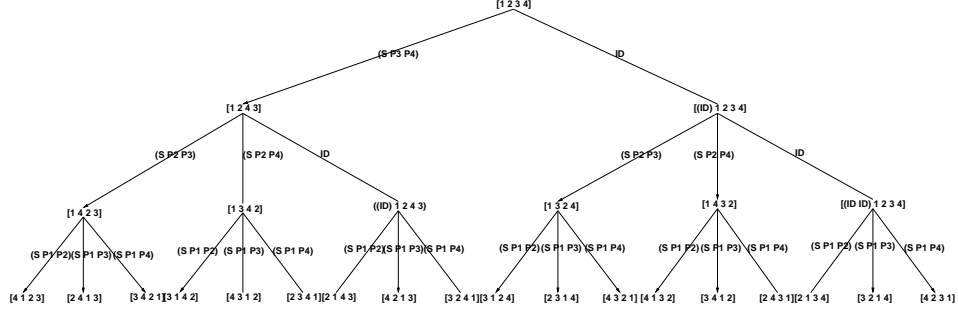 [1 2 3 4]
(S P3 P4) ID
[1 2 4 3] [(ID) 1 2 3 4]
(S P2 P3) (S P2 P4) ID (S P2 P3) (S P2 P4) ID
[1 4 2 3] [1 3 4 2] ((ID) 1 2 4 3) [1 3 2 4] [1 4 3 2] [(ID ID) 1 2 3 4]
(S P1 P2) (S P1 P3) (S P1 P4) (S P1 P2) (S P1 P3) (S P1 P4) (S P1 P2) (S P1 P3) (S P1 P4) (S P1 P2) (S P1 P3) (S P1 P4) (S P1 P2) (S P1 P3) (S P1 P4) (S P1 P2) (S P1 P3) (S P1 P4)
[4 1 2 3] [2 4 1 3] [3 4 2 1] [3 1 4 2] [4 3 1 2] [2 3 4 1] [2 1 4 3] [4 2 1 3] [3 2 4 1] [3 1 2 4] [2 3 1 4] [4 3 2 1] [4 1 3 2] [3 4 1 2] [2 4 3 1] [2 1 3 4] [3 2 1 4] [4 2 3 1]